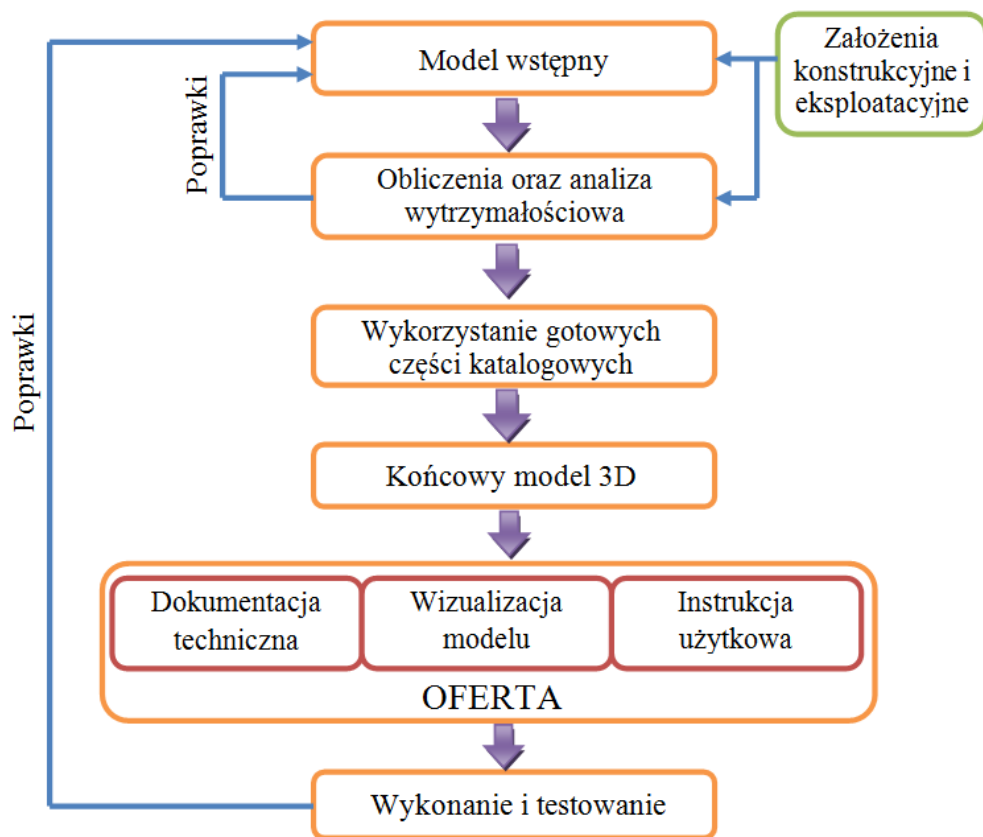 Model wstępny
Założenia
konstrukcyjne i
eksploatacyjne
Poprawki
Obliczenia oraz analiza
wytrzymałościowa
Poprawki
Wykorzystanie gotowych
części katalogowych
Końcowy model 3D
Dokumentacja
techniczna
Wizualizacja
modelu
Instrukcja
użytkowa
OFERTA
Wykonanie i testowanie